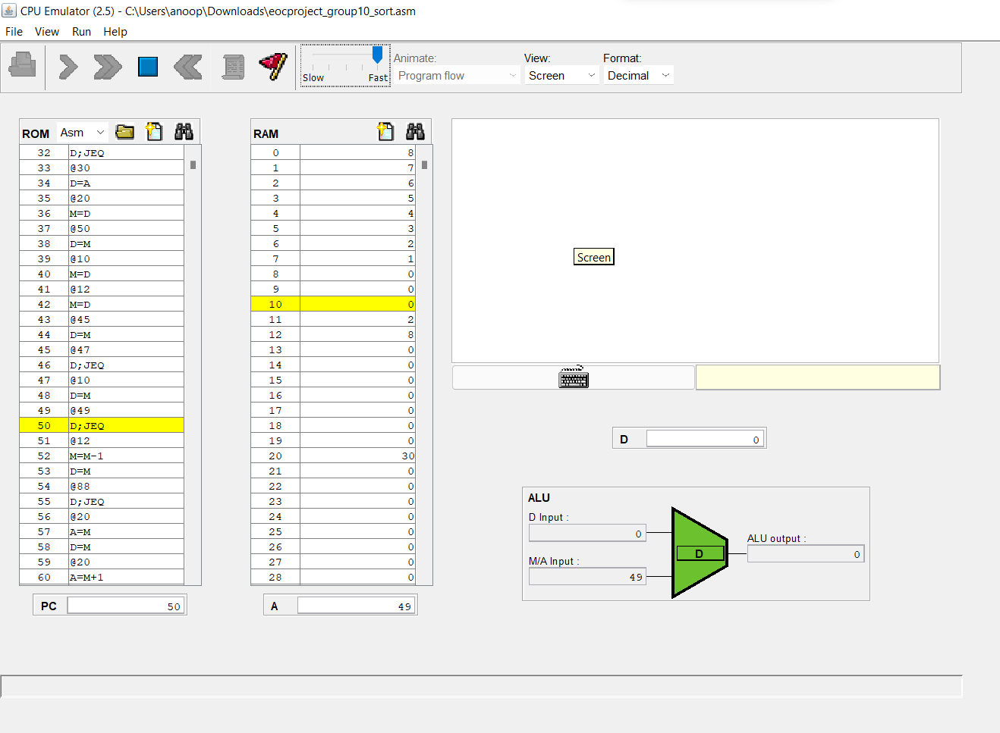 CPU Emulator (2.5) - C:\Users\anoop\Downloads\eocproject_group10_sort.asm
File View Run Help
Slow Fast
Animate:
Program flow
View:
Screen
Format:
Decimal
ROM Asm
32 D;JEQ
33 @30
34 D=A
35 @20
36 M=D
37 @50
38 D=M
39 @10
40 M=D
41 @12
42 M=D
43 @45
44 D=M
45 @47
46 D;JEQ
47 @10
48 D=M
49 @49
50 D;JEQ
51 @12
52 M=M-1
53 D=M
54 @88
55 D;JEQ
56 @20
57 A=M
58 D=M
59 @20
60 A=M+1
PC 50
RAM
0 8
1 7
2 6
3 5
4 4
5 3
6 2
7 1
8 0
9 0
10 0
11 2
12 8
13 0
14 0
15 0
16 0
17 0
18 0
19 0
20 30
21 0
22 0
23 0
24 0
25 0
26 0
27 0
28 0
A 49
Screen
D 0
ALU
D Input :
0
M/A Input :
49
D
ALU output :
0